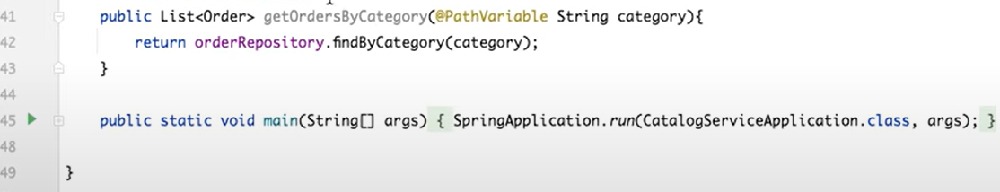 41 public List<Order> getOrdersByCategory(@PathVariable String category){
42 return orderRepository.findByCategory(category);
43 }
44
45 public static void main(String[] args) { SpringApplication.run(CatalogServiceApplication.class, args); }
48
49 }